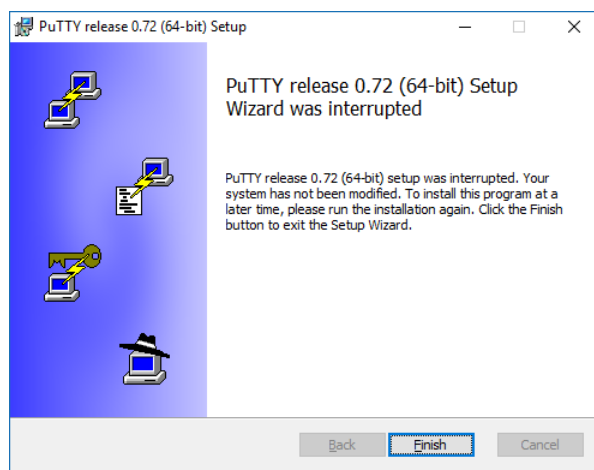 PuTTY release 0.72 (64-bit) Setup
PuTTY release 0.72 (64-bit) Setup
Wizard was interrupted
PuTTY release 0.72 (64-bit) setup was interrupted. Your
system has not been modified. To install this program at a
later time, please run the installation again. Click the Finish
button to exit the Setup Wizard.
Back Finish Cancel